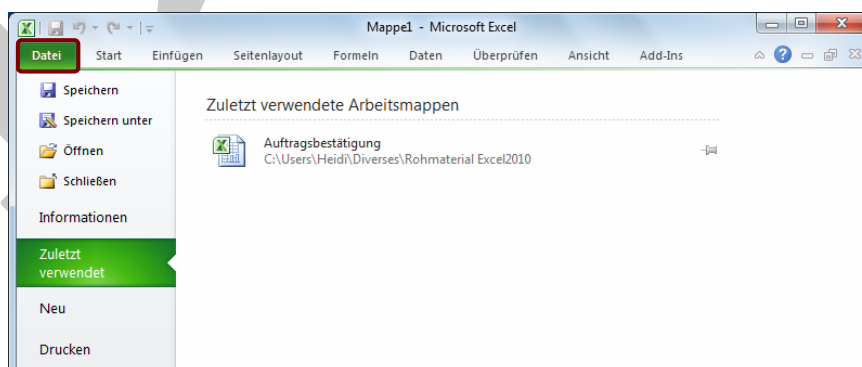 Mappe1 - Microsoft Excel
Datei Start Einfügen Seitenlayout Formeln Daten Überprüfen Ansicht Add-Ins
Speichern
Speichern unter
Öffnen
Schließen
Informationen
Zuletzt
verwendet
Neu
Drucken
Zuletzt verwendete Arbeitsmappen
Auftragsbestätigung
C:\Users\Heidi\Diverses\Rohmaterial Excel2010